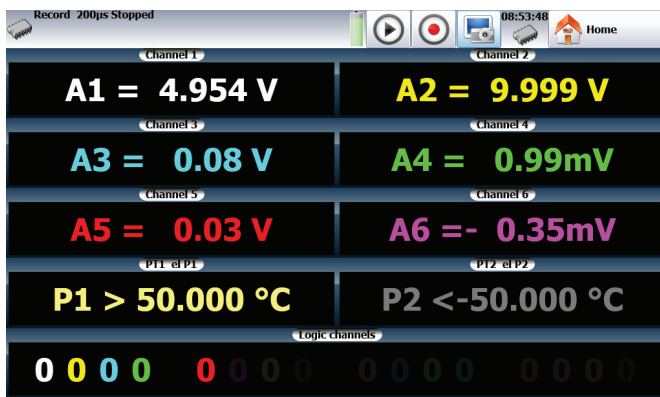 Record 200µs Stopped
08:53:48
Home
Channel 1
Channel 2
A1 = 4.954 V
A2 = 9.999 V
Channel 3
Channel 4
A3 = 0.08 V
A4 = 0.99mV
Channel 5
Channel 6
A5 = 0.03 V
A6 =- 0.35mV
PT1 el P1
PT2 el P2
P1 > 50.000 °C
P2 <-50.000 °C
Logic channels
0 0 0 0 0 0 0 0 0 0 0 0 0 0 0 0